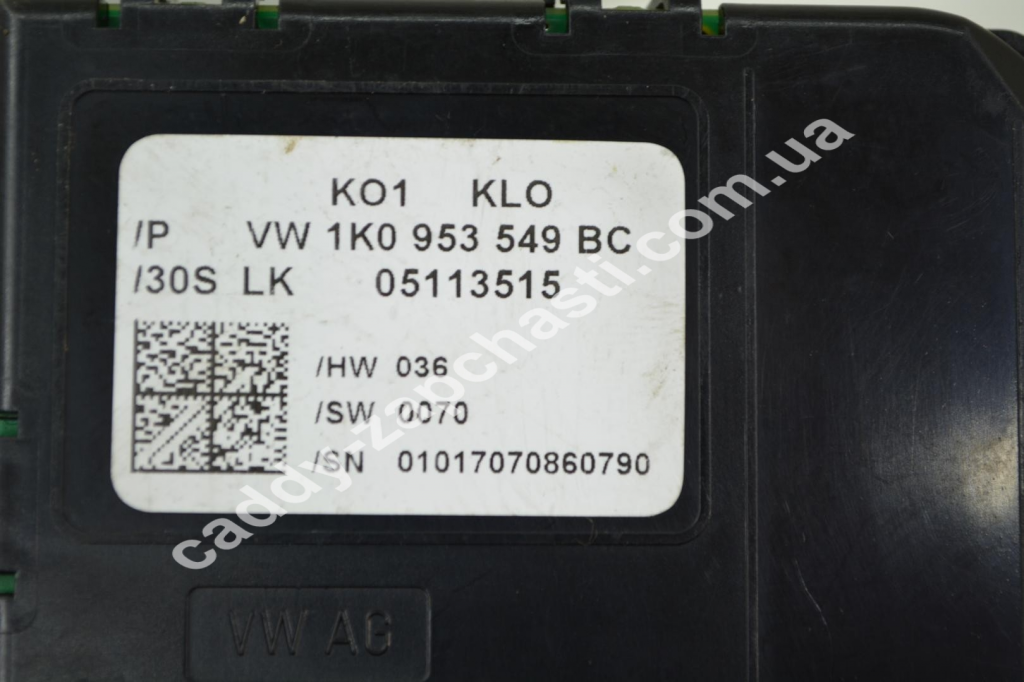 KO1 KLO
/P VW 1K0 953 549 BC
/30S LK 05113515
/HW 036
/SW 0070
/SN 01017070860790
caddy-zapchasti.com.ua
VW AG